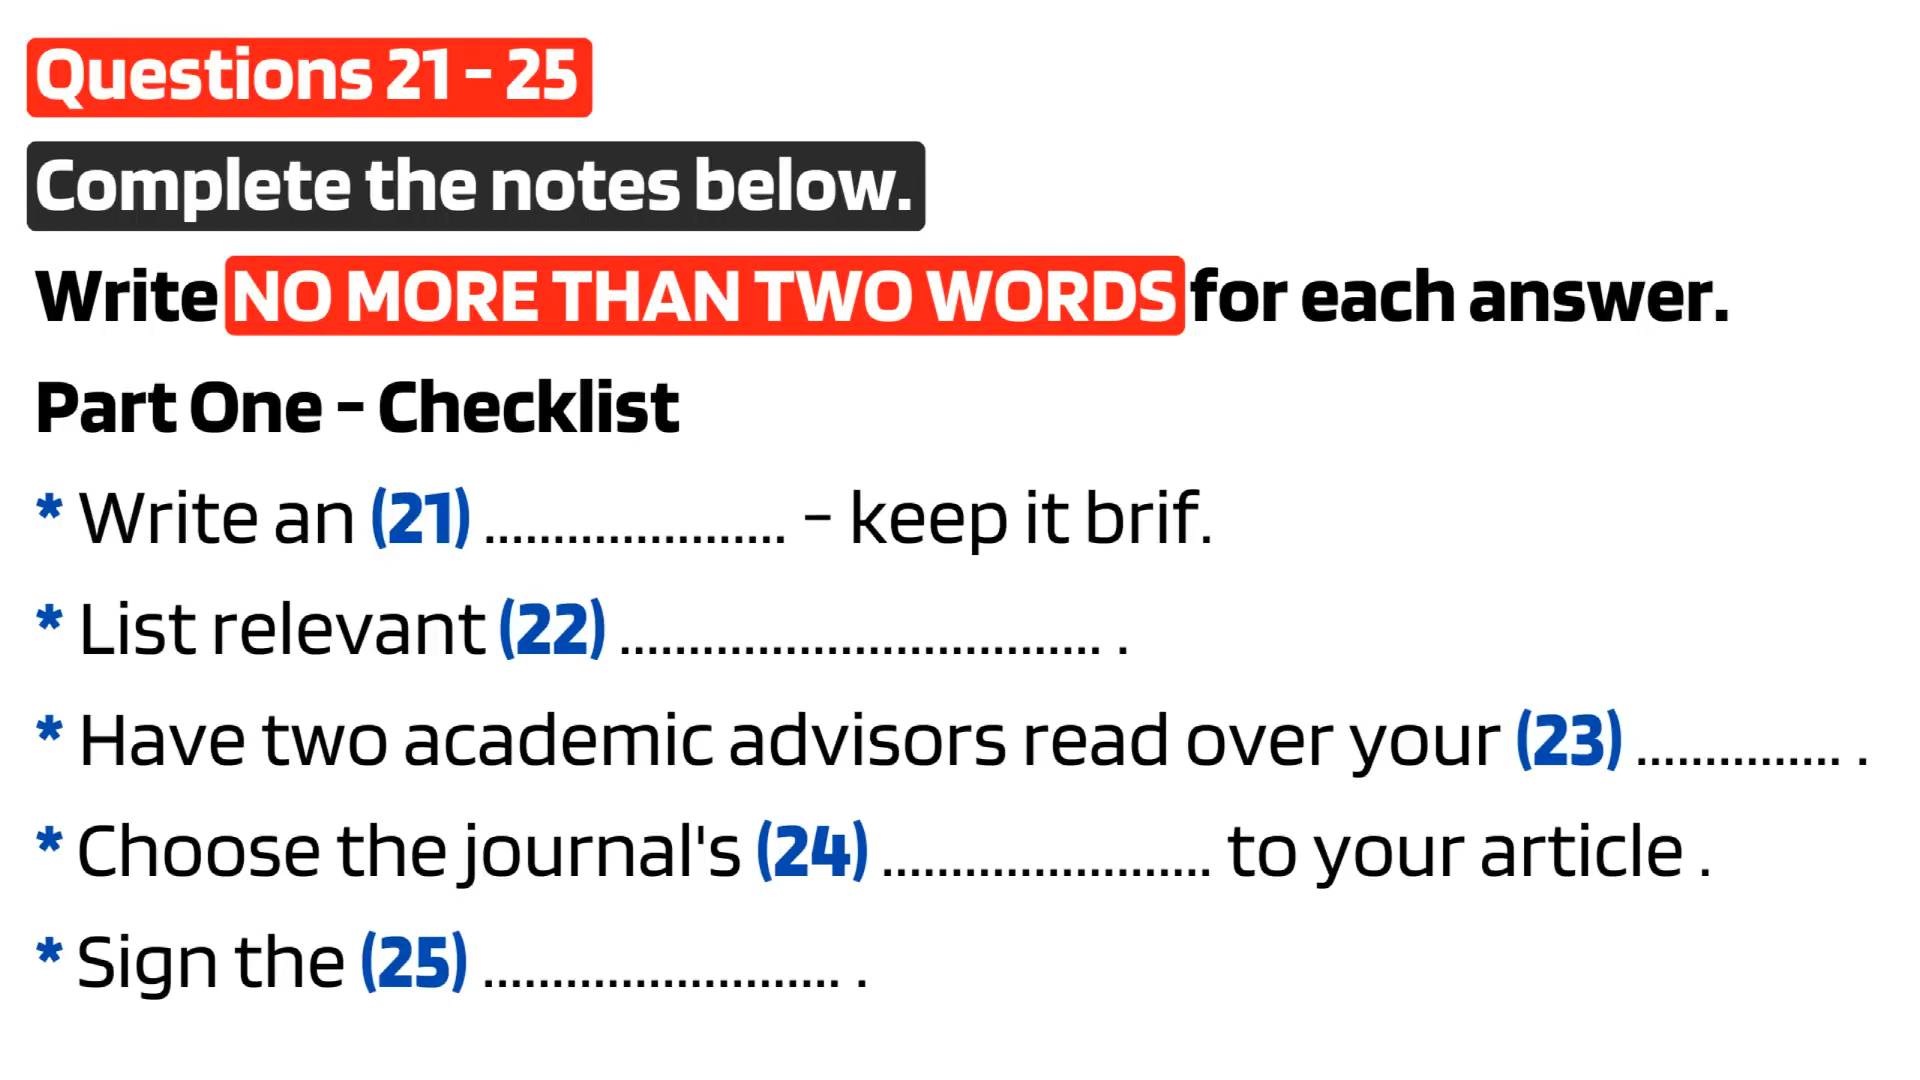 Questions 21 - 25
Complete the notes below.
Write NO MORE THAN TWO WORDS for each answer.
Part One - Checklist
* Write an (21) ...................... - keep it brif.
* List relevant (22) ................................... .
* Have two academic advisors read over your (23) ............... .
* Choose the journal's (24) ........................ to your article .
* Sign the (25) .......................... .